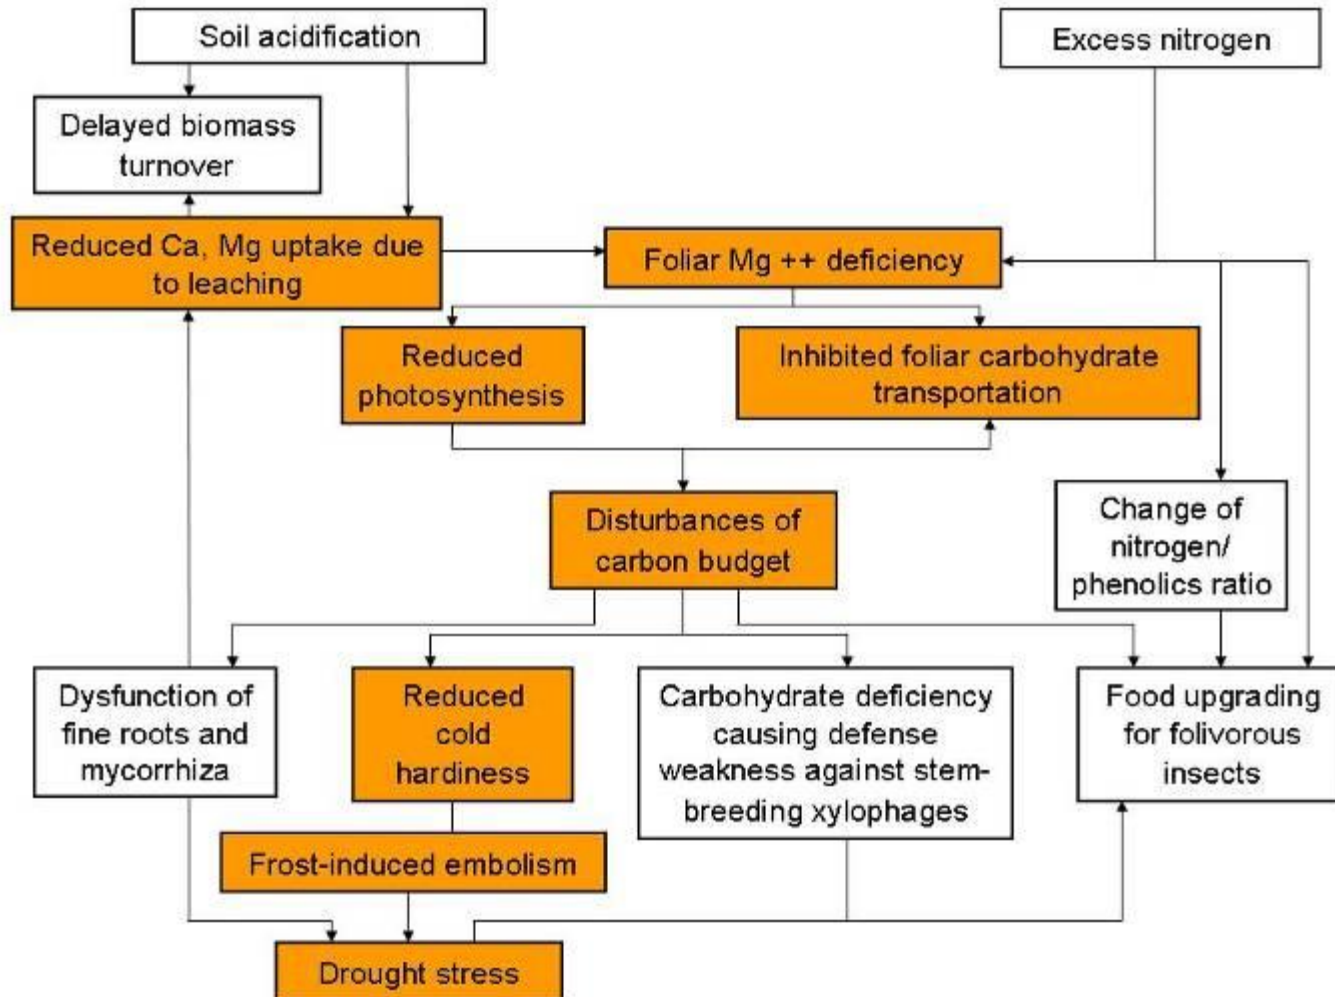 Soil acidification
Excess nitrogen
Delayed biomass
turnover
Reduced Ca, Mg uptake due
to leaching
Foliar Mg ++ deficiency
Reduced
photosynthesis
Inhibited foliar carbohydrate
transportation
Disturbances of
carbon budget
Change of
nitrogen/
phenolics ratio
Dysfunction of
fine roots and
mycorrhiza
Reduced
cold
hardiness
Carbohydrate deficiency
causing defense
weakness against stem-
breeding xylophages
Food upgrading
for folivorous
insects
Frost-induced embolism
Drought stress